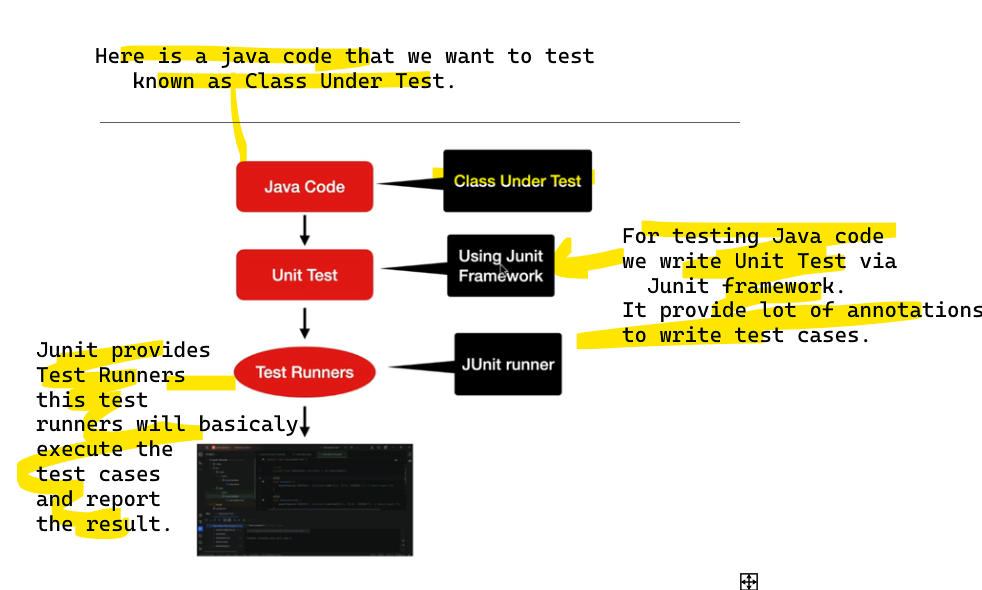 Here is a java code that we want to test
known as Class Under Test.
Java Code
Class Under Test
Unit Test
Using Junit
Framework
For testing Java code
we write Unit Test via
Junit framework.
It provide lot of annotations
to write test cases.
Test Runners
JUnit runner
Junit provides
Test Runners
this test
runners will basicaly
execute the
test cases
and report
the result.